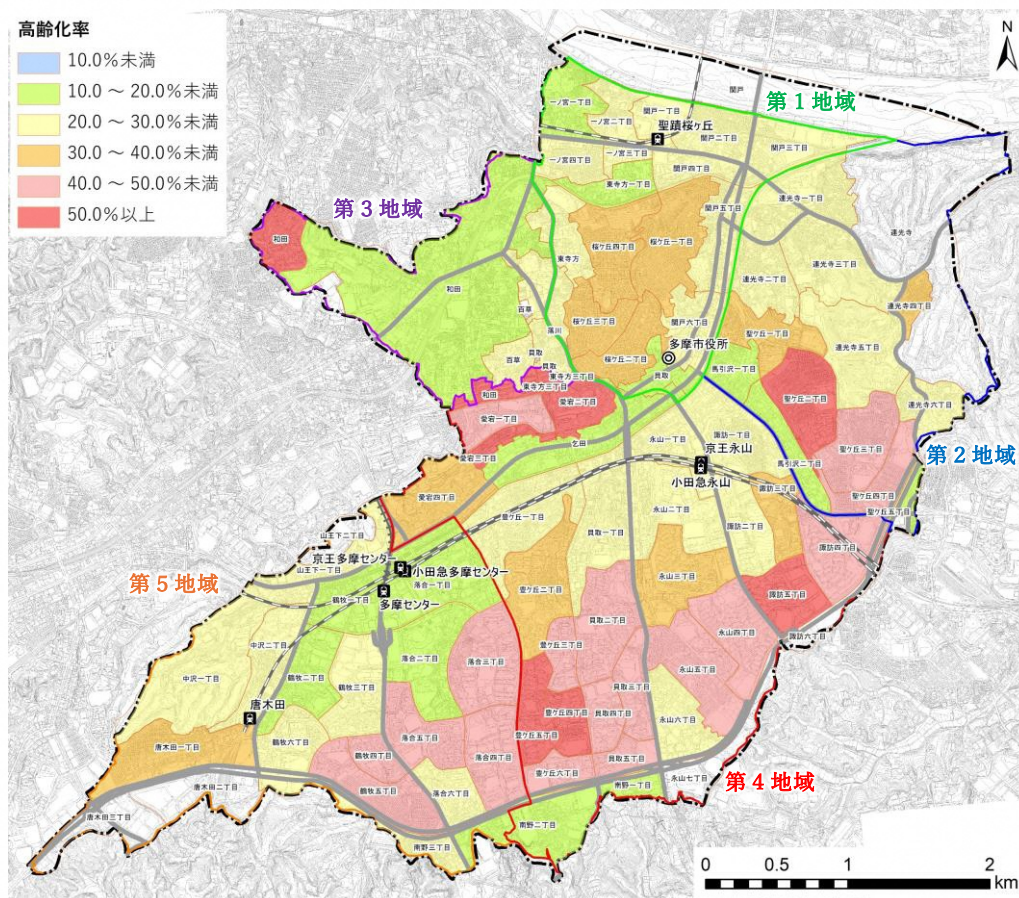 高齢化率
10.0%未満
10.0 ～ 20.0%未満
20.0 ～ 30.0%未満
30.0 ～ 40.0%未満
40.0 ～ 50.0%未満
50.0%以上
N
第１地域
関戸
一ノ宮一丁目
関戸一丁目
一ノ宮二丁目
聖蹟桜ヶ丘
関戸二丁目
関戸三丁目
一ノ宮三丁目
一ノ宮四丁目
関戸四丁目
東寺方一丁目
連光寺一丁目
第３地域
関戸五丁目
連光寺
和田
桜ケ丘四丁目
桜ケ丘一丁目
東寺方
連光寺三丁目
連光寺二丁目
和田
連光寺四丁目
百草
桜ケ丘三丁目
関戸六丁目
落川
聖ケ丘一丁目
多摩市役所
連光寺五丁目
貝取
百草
桜ケ丘二丁目
貝取
貝取
馬引沢一丁目
東寺方三丁目
東寺方三丁目
和田
愛宕二丁目
聖ケ丘二丁目
連光寺六丁目
愛宕一丁目
乞田
永山一丁目
諏訪一丁目
京王永山
聖ケ丘三丁目
第２地域
愛宕三丁目
馬引沢二丁目
小田急永山
諏訪三丁目
聖ケ丘四丁目
愛宕四丁目
聖ケ丘五丁目
永山二丁目
豊ケ丘一丁目
諏訪二丁目
貝取一丁目
山王下二丁目
諏訪四丁目
京王多摩センター
山王下一丁目
小田急多摩センター
永山三丁目
第５地域
落合一丁目
豊ケ丘二丁目
多摩センター
鶴牧一丁目
諏訪五丁目
貝取二丁目
永山四丁目
諏訪六丁目
中沢二丁目
豊ケ丘三丁目
落合二丁目
落合三丁目
永山五丁目
中沢一丁目
鶴牧二丁目
鶴牧三丁目
貝取三丁目
唐木田
豊ケ丘四丁目
貝取四丁目
永山六丁目
豊ケ丘五丁目
落合五丁目
鶴牧六丁目
唐木田一丁目
鶴牧四丁目
落合四丁目
貝取五丁目
豊ケ丘六丁目
永山七丁目
第４地域
唐木田二丁目
鶴牧五丁目
落合六丁目
南野一丁目
唐木田三丁目
南野二丁目
南野三丁目
0 0.5 1 2
km